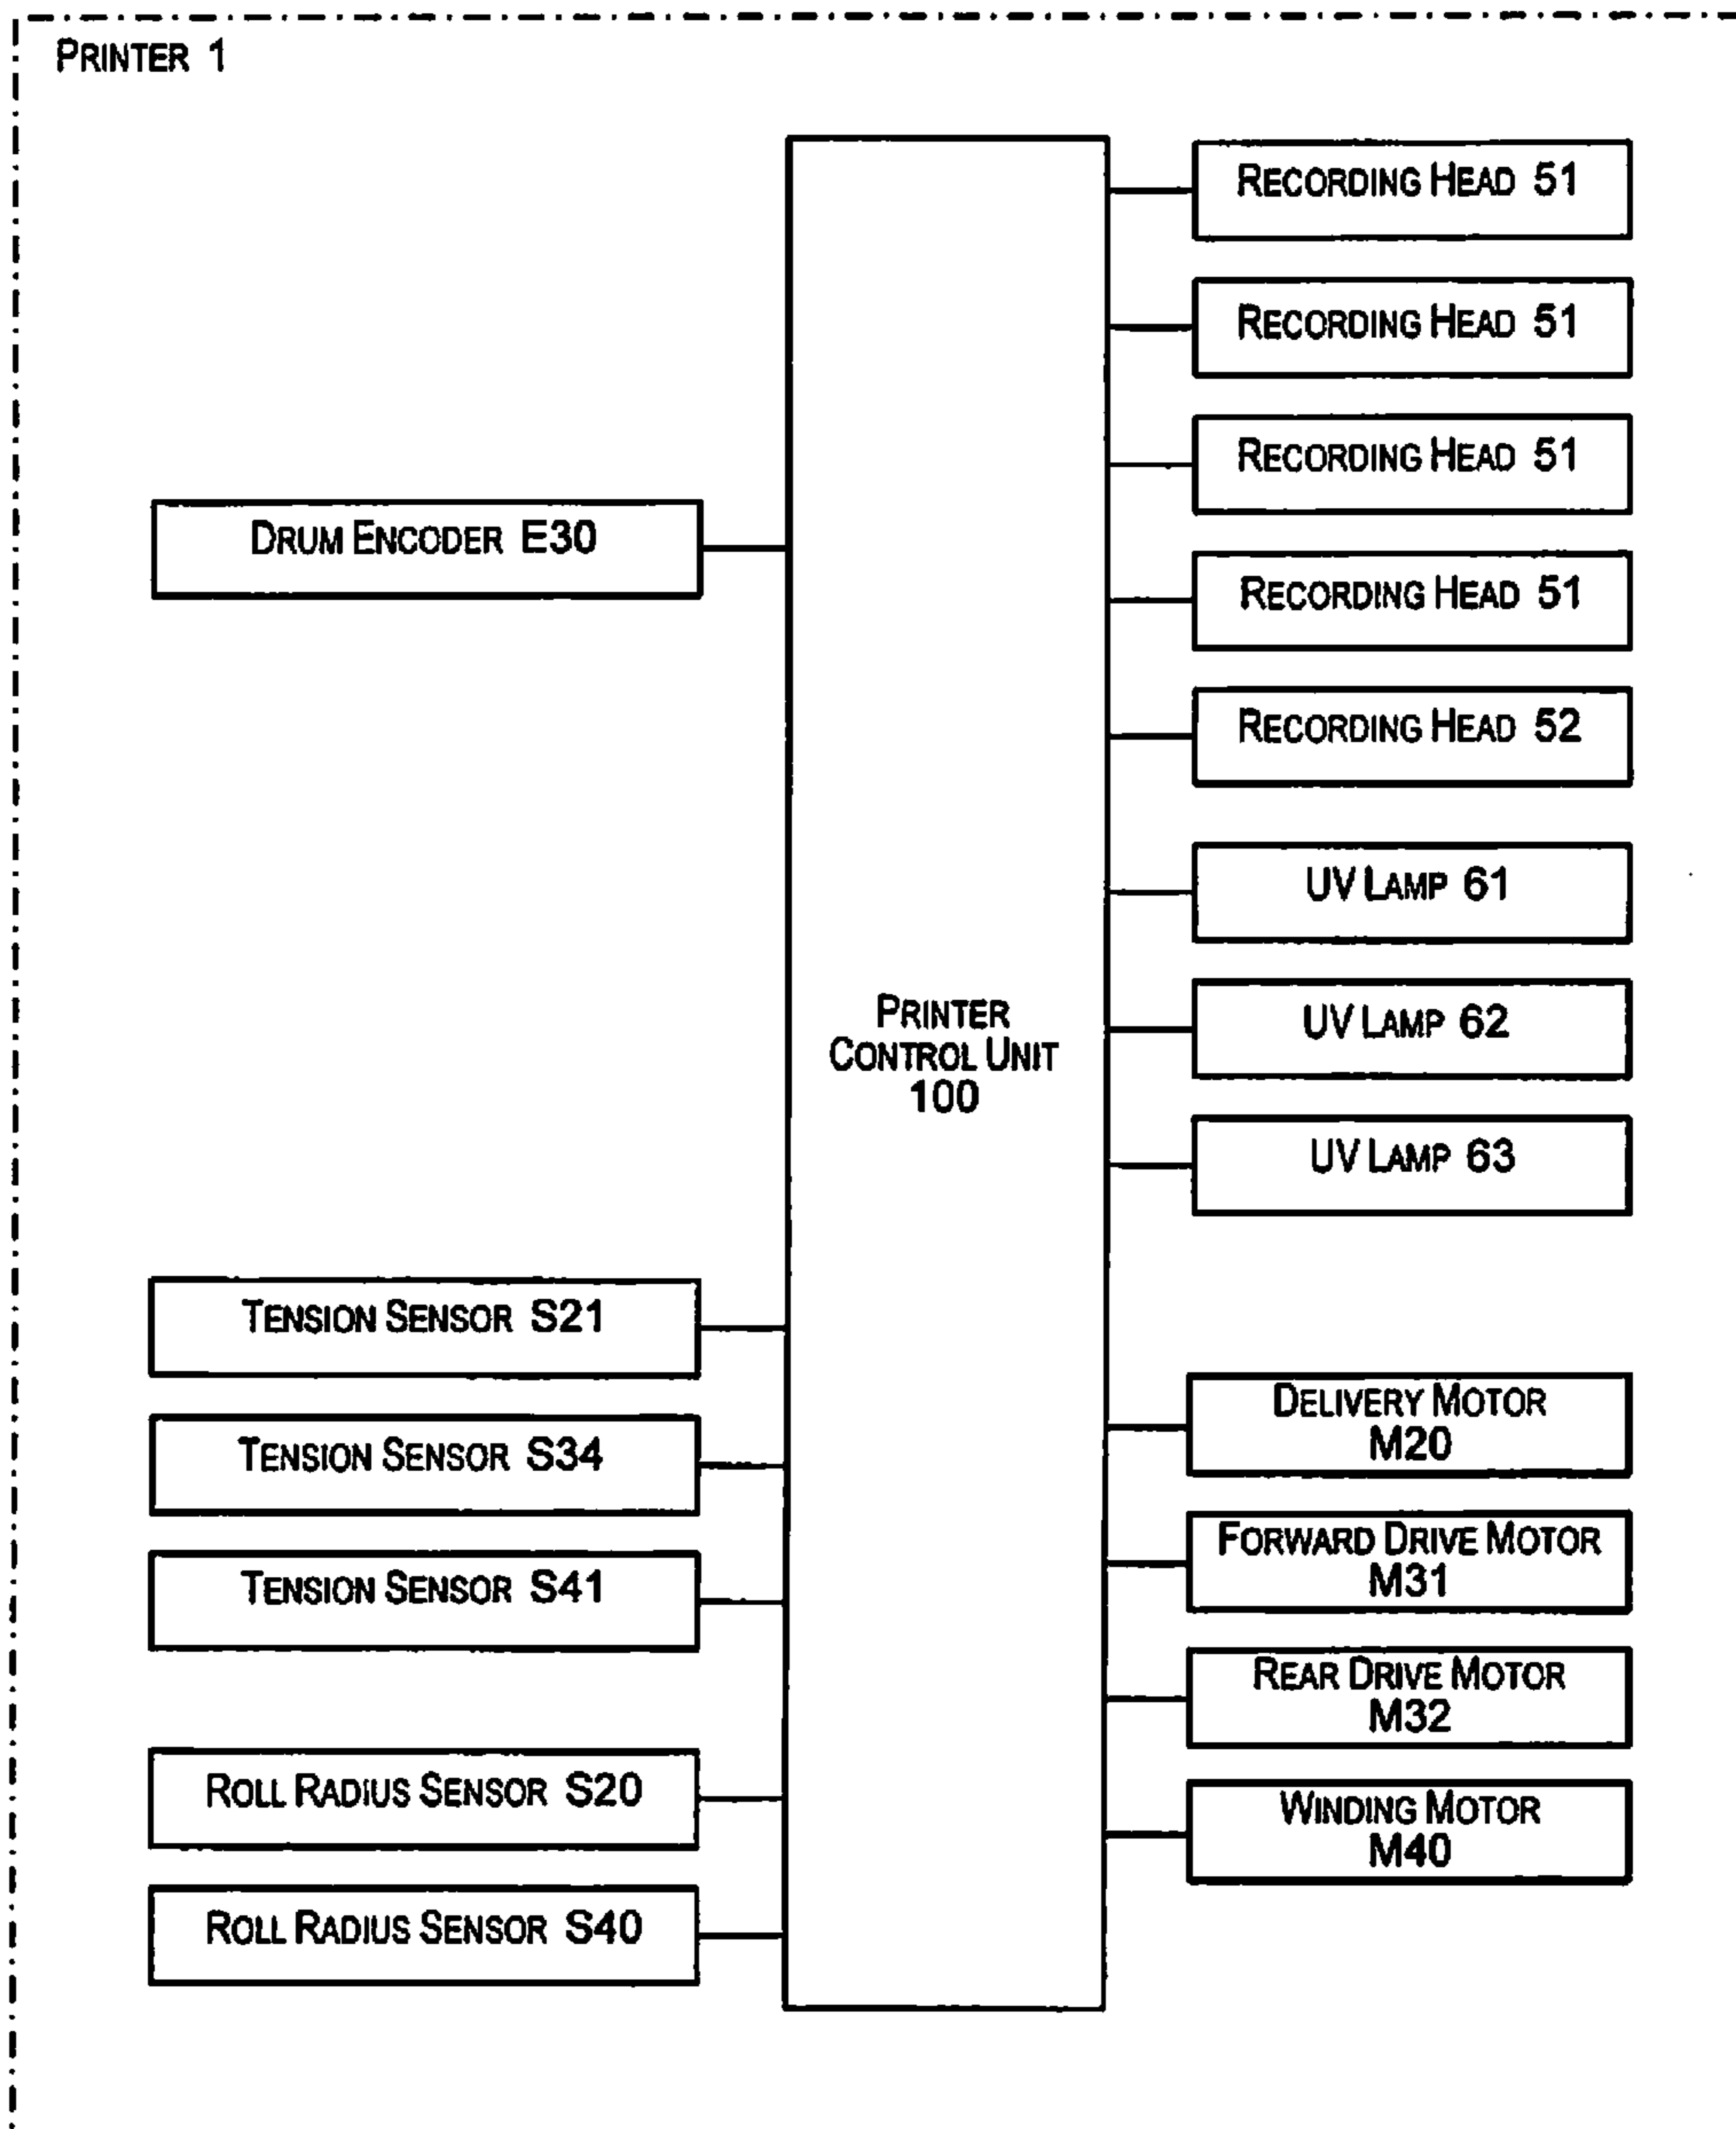 PRINTER 1
DRUM ENCODER E30
TENSION SENSOR S21
TENSION SENSOR S34
TENSION SENSOR S41
ROLL RADIUS SENSOR S20
ROLL RADIUS SENSOR S40
PRINTER
CONTROL UNIT
100
RECORDING HEAD 51
RECORDING HEAD 51
RECORDING HEAD 51
RECORDING HEAD 51
RECORDING HEAD 52
UV LAMP 61
UV LAMP 62
UV LAMP 63
DELIVERY MOTOR
M20
FORWARD DRIVE MOTOR
M31
REAR DRIVE MOTOR
M32
WINDING MOTOR
M40